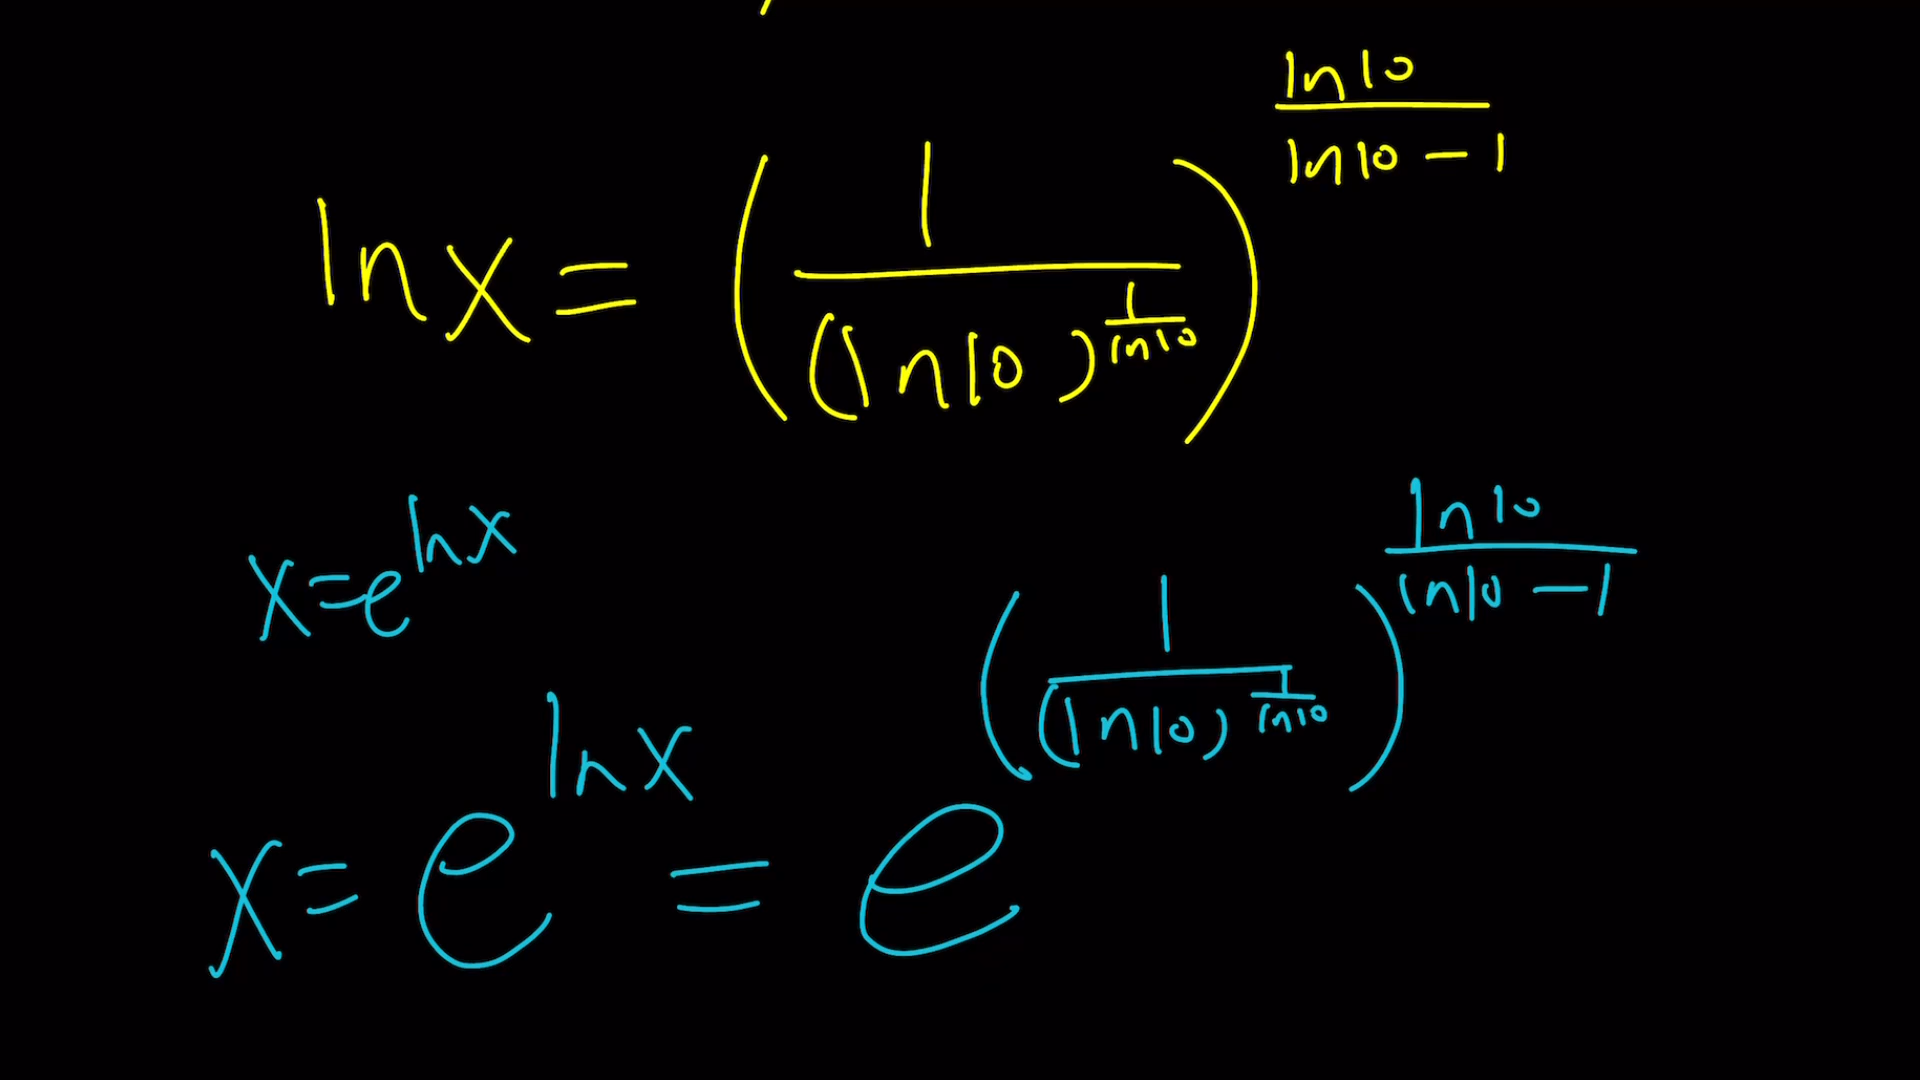 ln x = (1/(ln10)^(1/ln10))^(ln10/(ln10 − 1))
x = e^(ln x)
x = e^(ln x) = e^((1/(ln10)^(1/ln10))^(ln10/(ln10 − 1)))